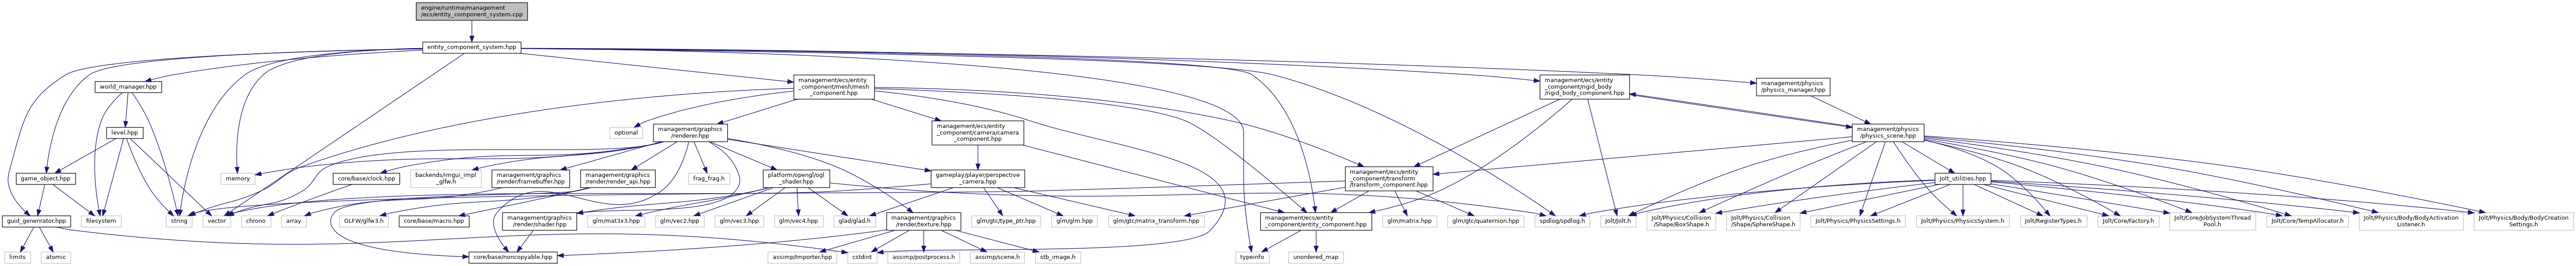 engine/runtime/management
/ecs/entity_component_system.cpp
entity_component_system.hpp
world_manager.hpp
management/ecs/entity
_component/mesh/mesh
_component.hpp
management/ecs/entity
_component/rigid_body
/rigid_body_component.hpp
management/physics
/physics_manager.hpp
level.hpp
optional
management/graphics
/renderer.hpp
management/ecs/entity
_component/camera/camera
_component.hpp
management/physics
/physics_scene.hpp
game_object.hpp
memory
core/base/clock.hpp
backends/imgui_impl
_glfw.h
management/graphics
/render/framebuffer.hpp
management/graphics
/render/render_api.hpp
frag_frag.h
platform/opengl/ogl
_shader.hpp
gameplay/player/perspective
_camera.hpp
management/ecs/entity
_component/transform
/transform_component.hpp
Jolt_utilities.hpp
guid_generator.hpp
filesystem
string
vector
chrono
array
GLFW/glfw3.h
core/base/macro.hpp
management/graphics
/render/shader.hpp
glm/mat3x3.hpp
glm/vec2.hpp
glm/vec3.hpp
glm/vec4.hpp
glad/glad.h
management/graphics
/render/texture.hpp
glm/gtc/type_ptr.hpp
glm/glm.hpp
glm/gtc/matrix_transform.hpp
management/ecs/entity
_component/entity_component.hpp
glm/matrix.hpp
glm/gtc/quaternion.hpp
spdlog/spdlog.h
Jolt/Jolt.h
Jolt/Physics/Collision
/Shape/BoxShape.h
Jolt/Physics/Collision
/Shape/SphereShape.h
Jolt/Physics/PhysicsSettings.h
Jolt/Physics/PhysicsSystem.h
Jolt/RegisterTypes.h
Jolt/Core/Factory.h
Jolt/Core/JobSystemThread
Pool.h
Jolt/Core/TempAllocator.h
Jolt/Physics/Body/BodyActivation
Listener.h
Jolt/Physics/Body/BodyCreation
Settings.h
limits
atomic
core/base/noncopyable.hpp
assimp/Importer.hpp
cstdint
assimp/postprocess.h
assimp/scene.h
stb_image.h
typeinfo
unordered_map